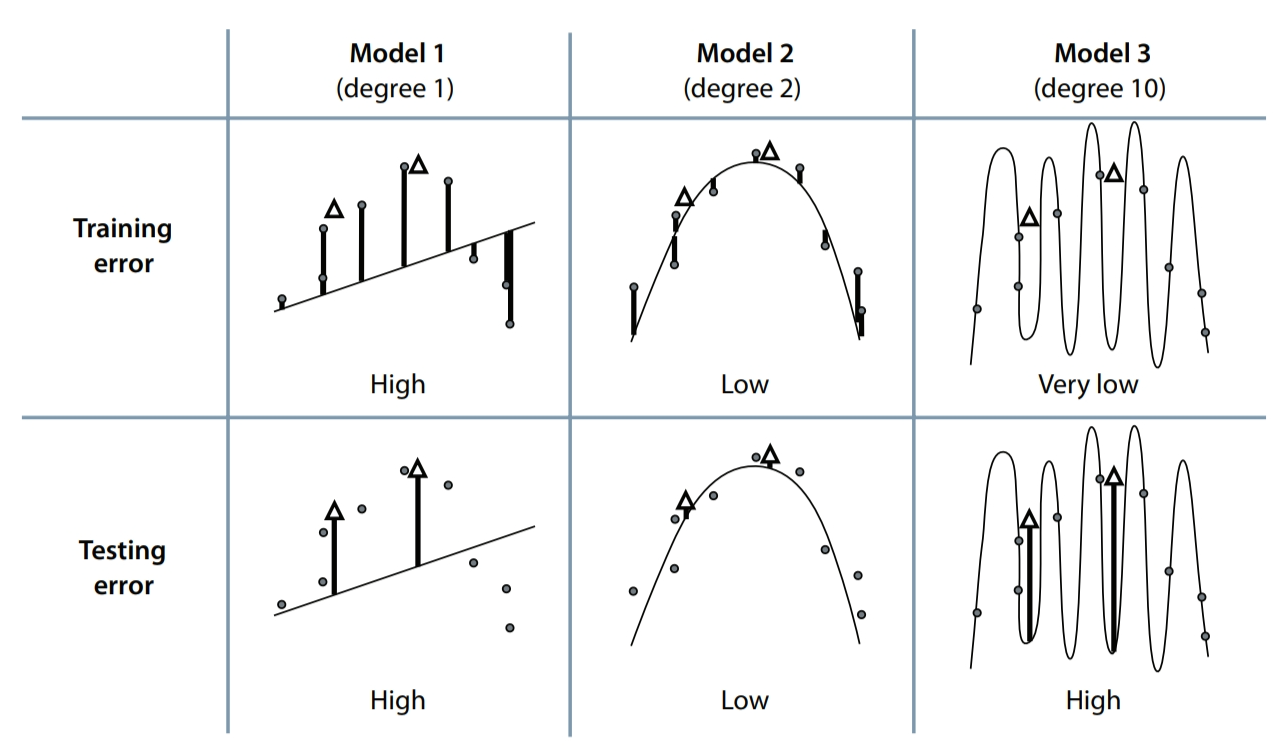 Model 1
(degree 1)
Model 2
(degree 2)
Model 3
(degree 10)
Training
error
High
Low
Very low
Testing
error
High
Low
High